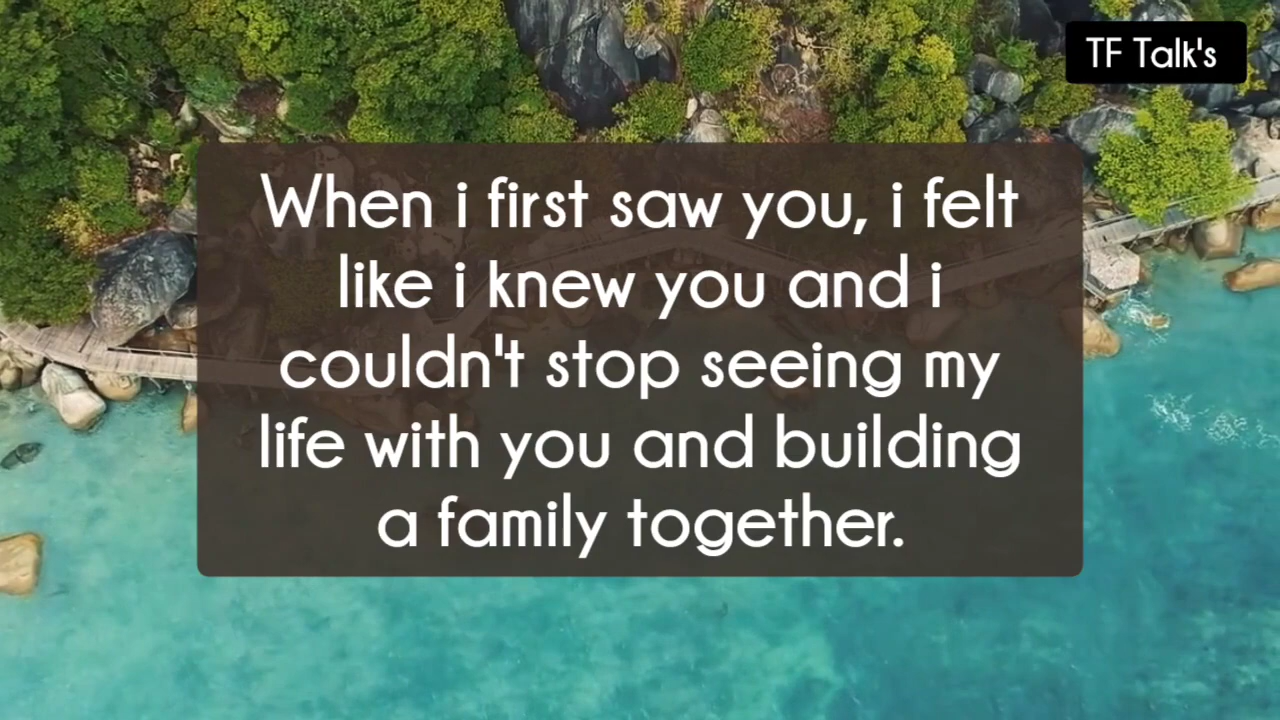 TF Talk's
When i first saw you, i felt
like i knew you and i
couldn't stop seeing my
life with you and building
a family together.